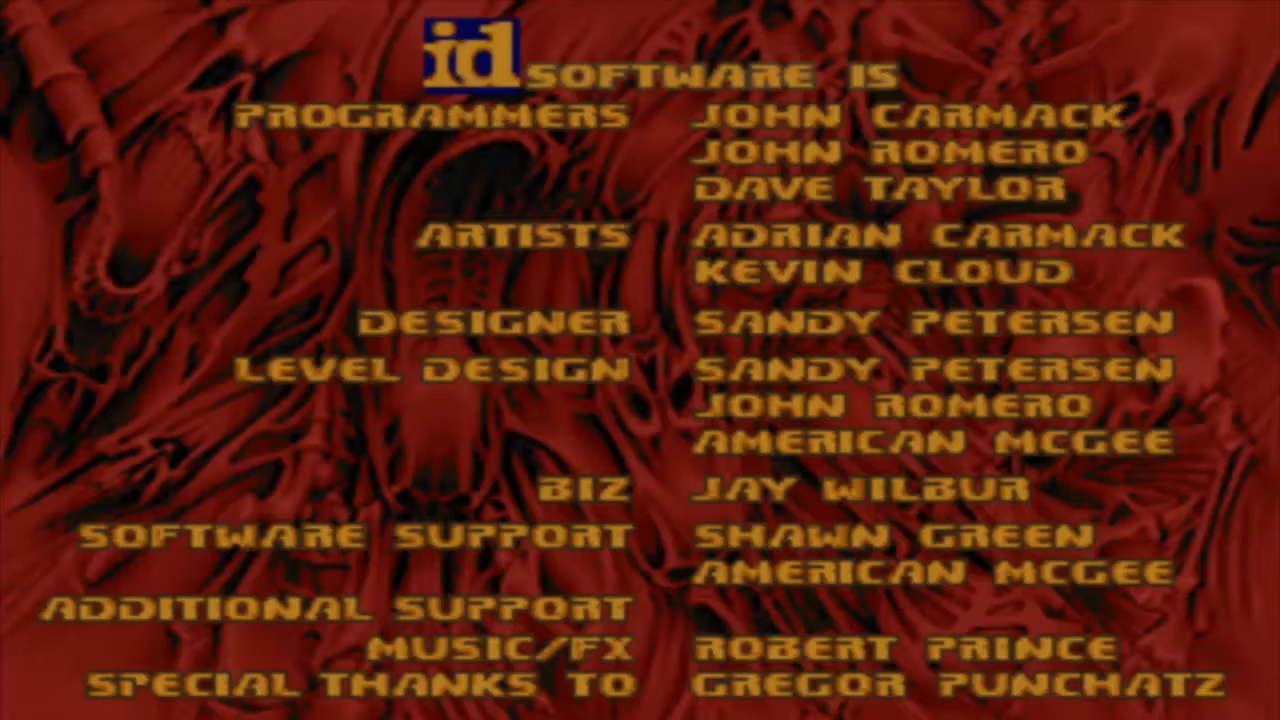 id SOFTWARE IS
PROGRAMMERS JOHN CARMACK
JOHN ROMERO
DAVE TAYLOR
ARTISTS ADRIAN CARMACK
KEVIN CLOUD
DESIGNER SANDY PETERSEN
LEVEL DESIGN SANDY PETERSEN
JOHN ROMERO
AMERICAN MCGEE
BIZ JAY WILBUR
SOFTWARE SUPPORT SHAWN GREEN
AMERICAN MCGEE
ADDITIONAL SUPPORT
MUSIC/FX ROBERT PRINCE
SPECIAL THANKS TO GREGOR PUNCHATZ